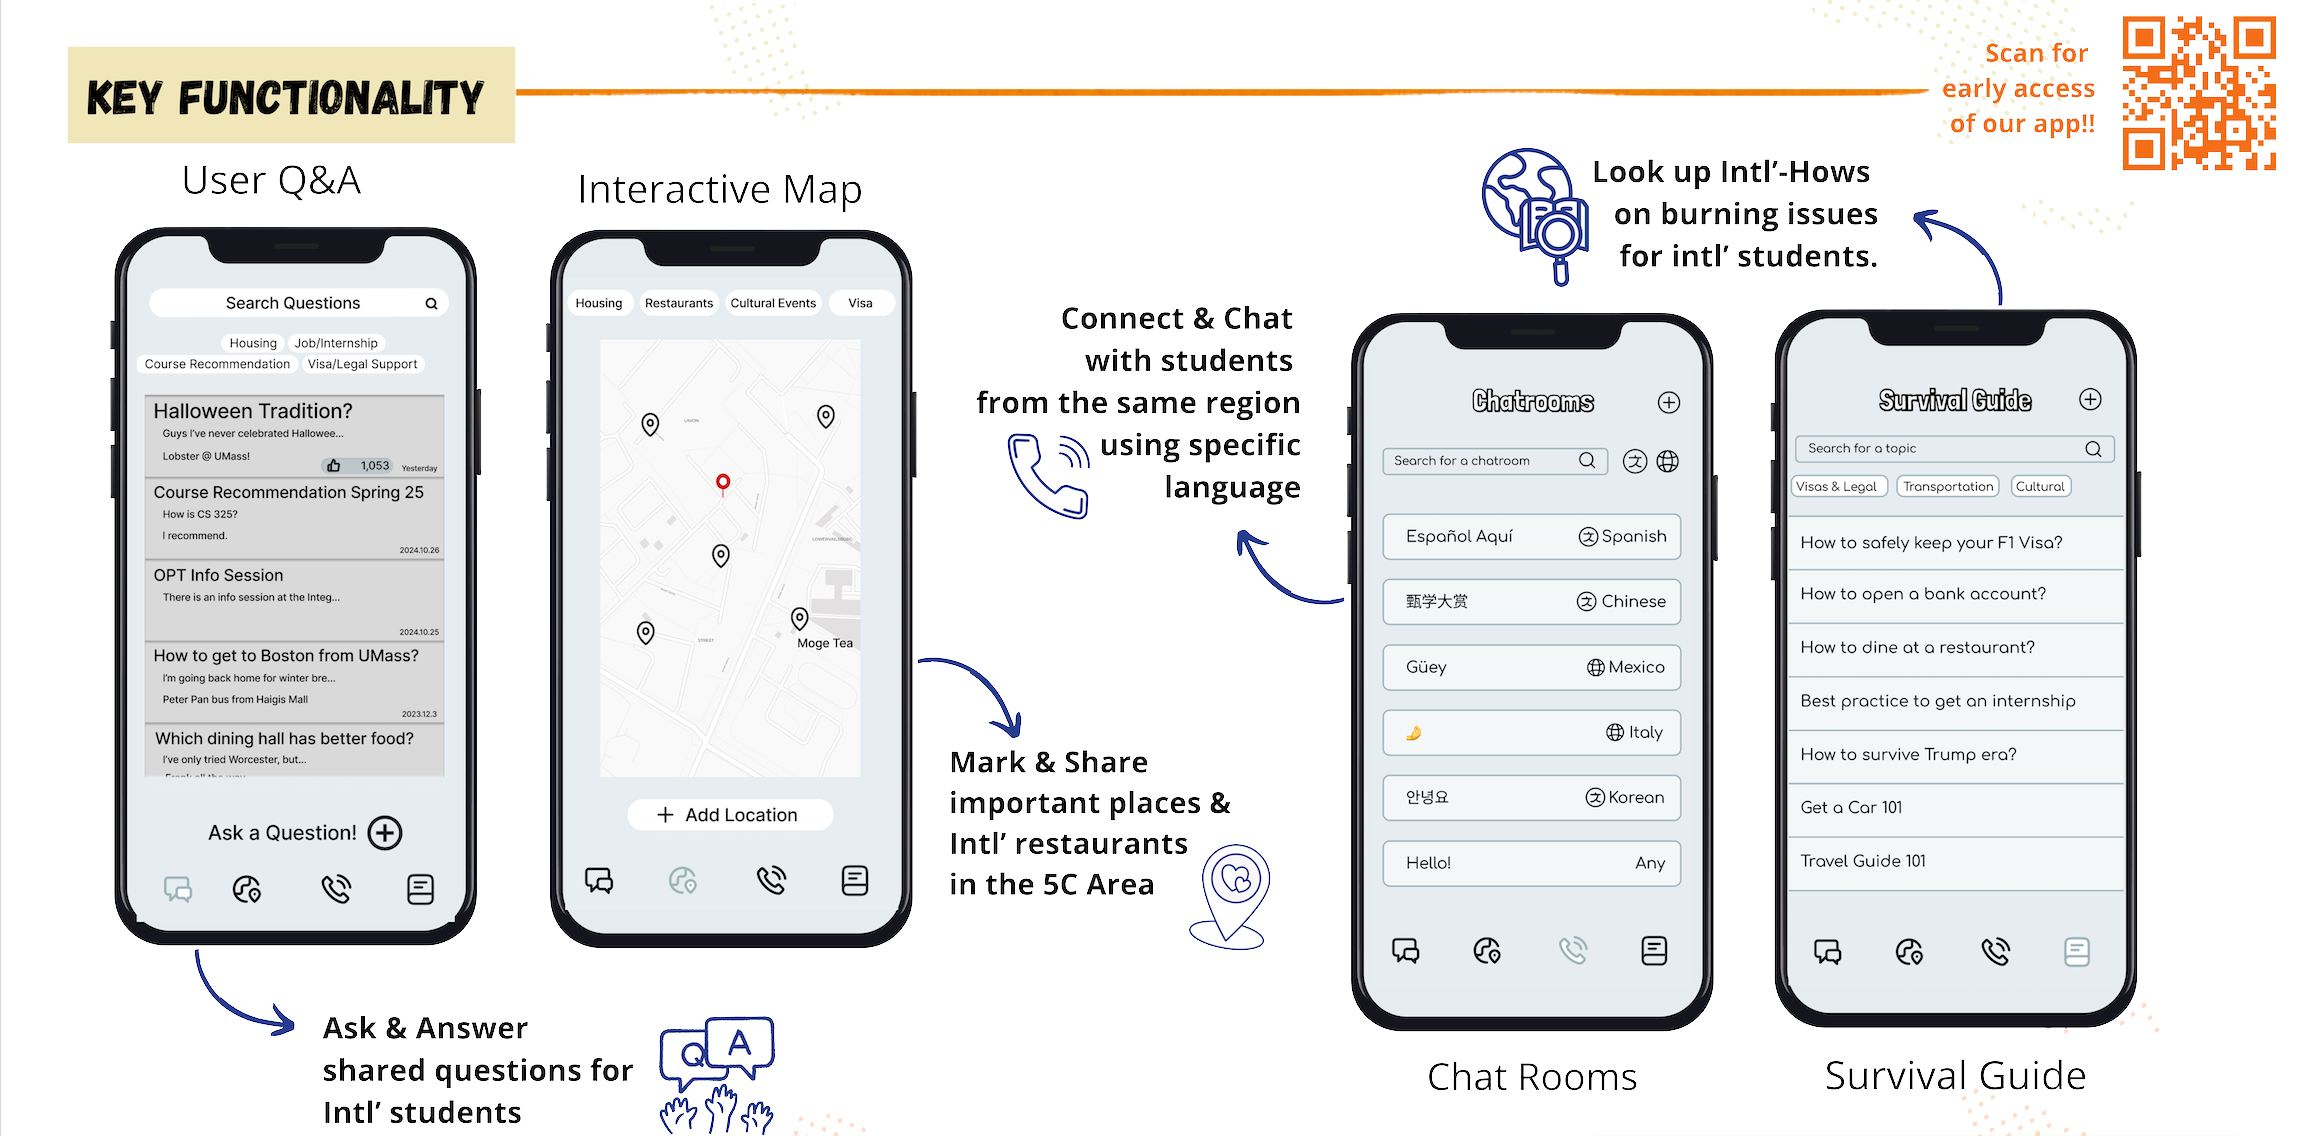 KEY FUNCTIONALITY
Scan for
early access
of our app!!
User Q&A
Search Questions
Housing
Job/Internship
Course Recommendation
Visa/Legal Support
Halloween Tradition?
Guys I've never celebrated Hallowee...
Lobster @ UMass!
1,053
Yesterday
Course Recommendation Spring 25
How is CS 325?
I recommend.
2024.10.26
OPT Info Session
There is an info session at the Integ...
2024.10.25
How to get to Boston from UMass?
I'm going back home for winter bre...
Peter Pan bus from Haigis Mall
2023.12.3
Which dining hall has better food?
I've only tried Worcester, but...
Ask a Question!
Ask & Answer
shared questions for
Intl' students
Q
A
Interactive Map
Housing
Restaurants
Cultural Events
Visa
UNION
STREET
Moge Tea
+ Add Location
Mark & Share
important places &
Intl' restaurants
in the 5C Area
Connect & Chat
with students
from the same region
using specific
language
Chatrooms
Search for a chatroom
文
Español Aquí
文 Spanish
甄学大赏
文 Chinese
Güey
Mexico
Italy
안녕요
文 Korean
Hello!
Any
Chat Rooms
Look up Intl'-Hows
on burning issues
for intl' students.
Survival Guide
Search for a topic
Visas & Legal
Transportation
Cultural
How to safely keep your F1 Visa?
How to open a bank account?
How to dine at a restaurant?
Best practice to get an internship
How to survive Trump era?
Get a Car 101
Travel Guide 101
Survival Guide